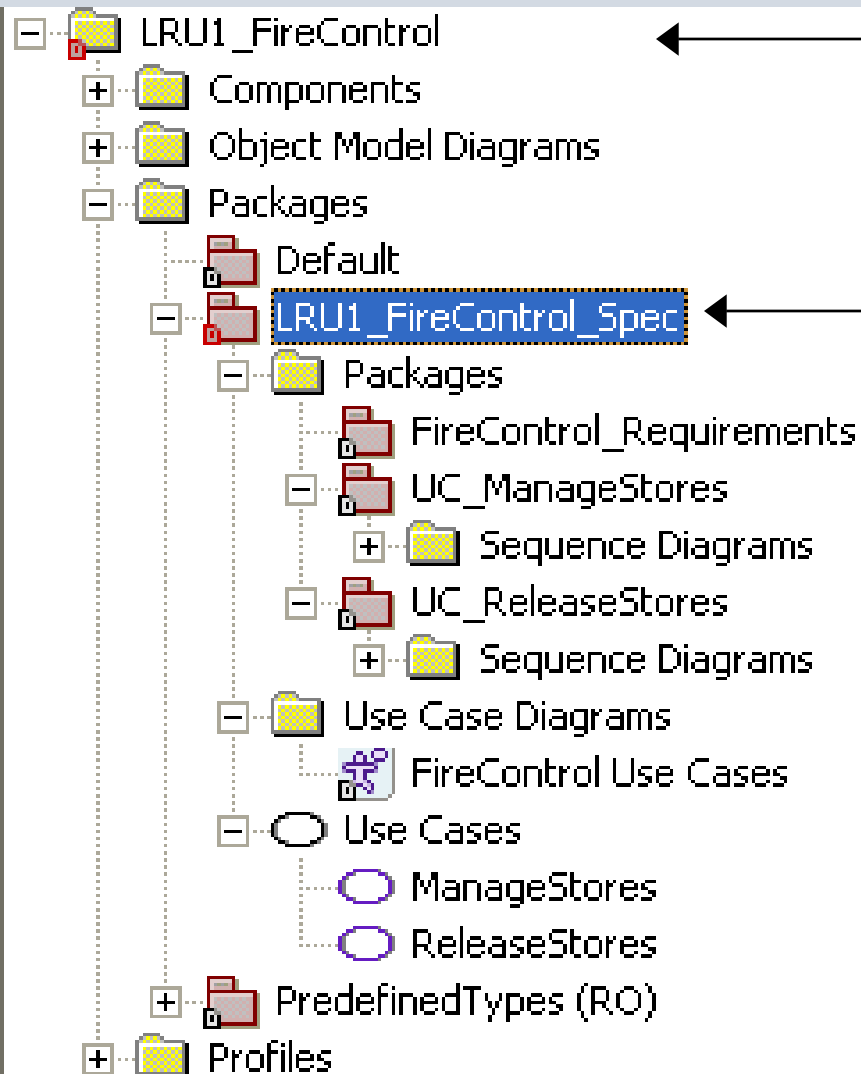 LRU1_FireControl
Components
Object Model Diagrams
Packages
Default
LRU1_FireControl_Spec
Packages
FireControl_Requirements
UC_ManageStores
Sequence Diagrams
UC_ReleaseStores
Sequence Diagrams
Use Case Diagrams
FireControl Use Cases
Use Cases
ManageStores
ReleaseStores
PredefinedTypes (RO)
Profiles